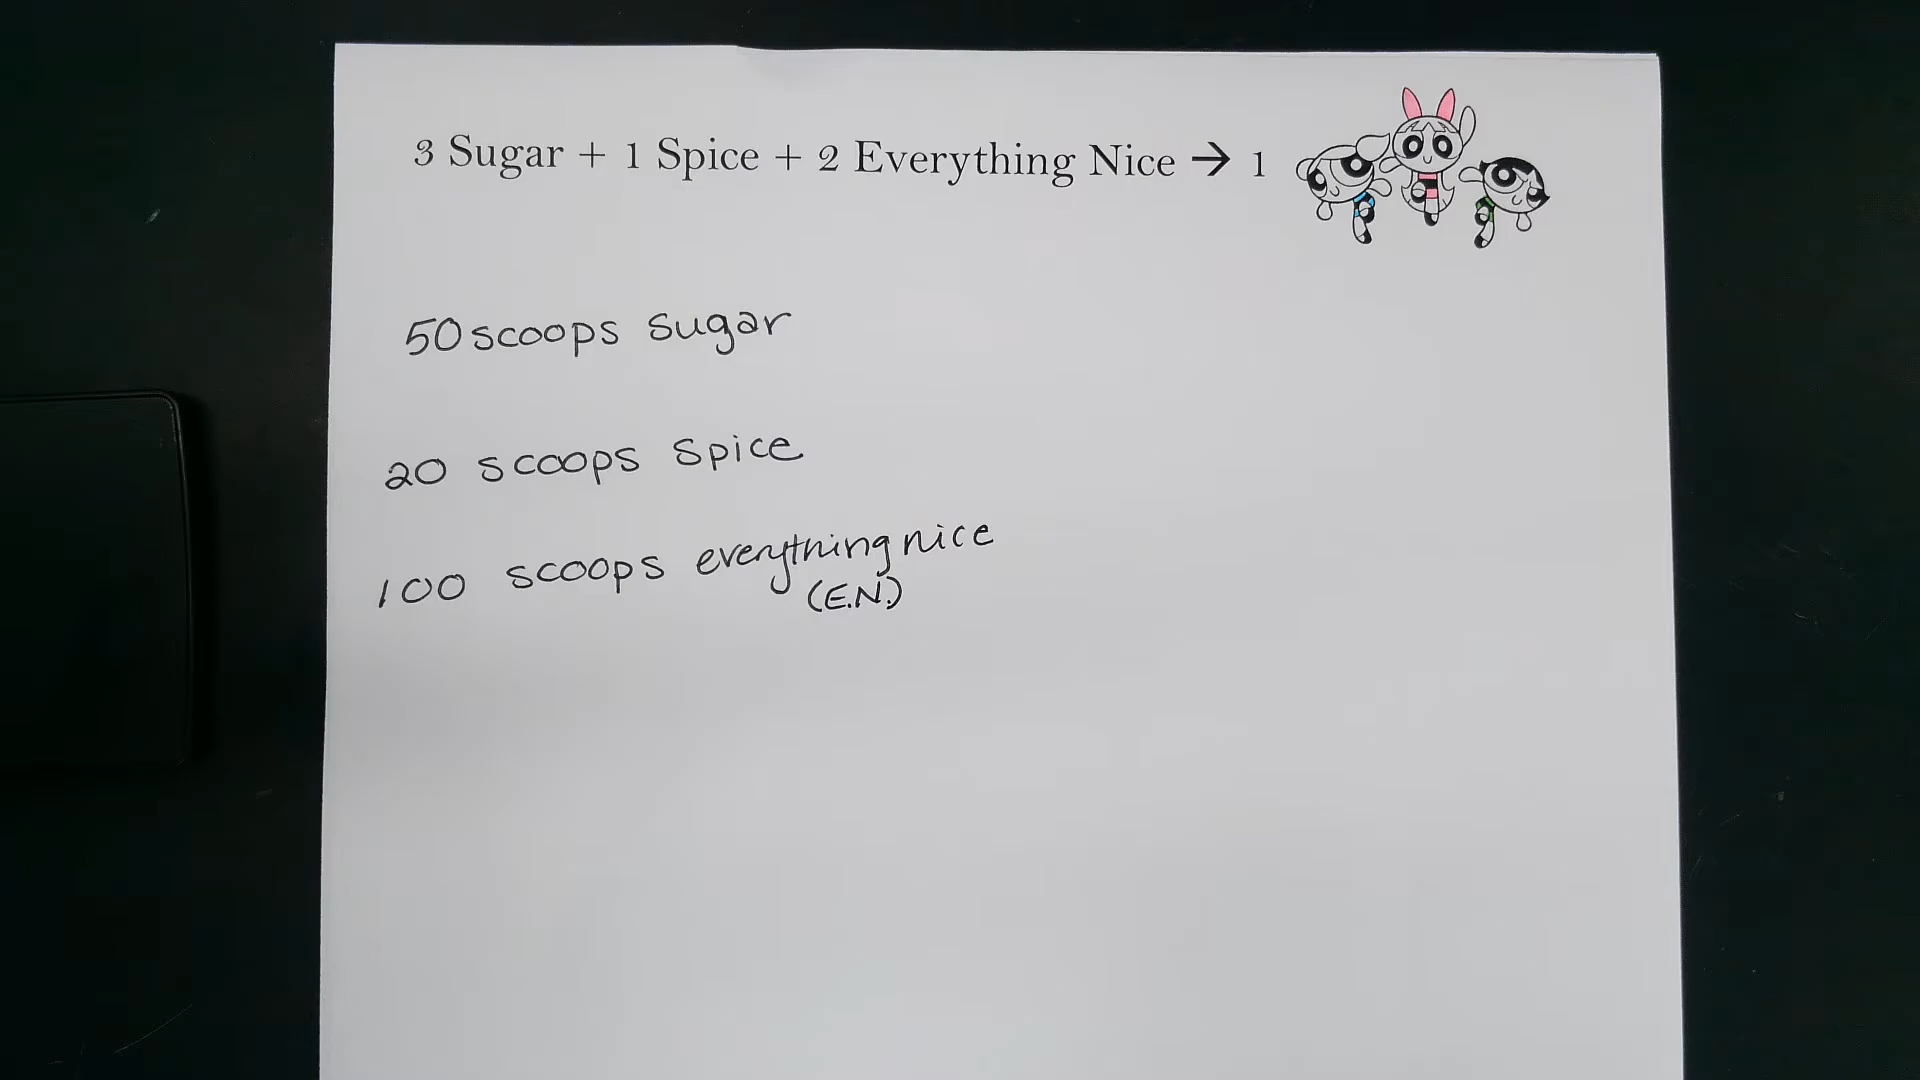 3 Sugar + 1 Spice + 2 Everything Nice → 1
50 scoops sugar
20 scoops spice
100 scoops everything nice
(E.N.)